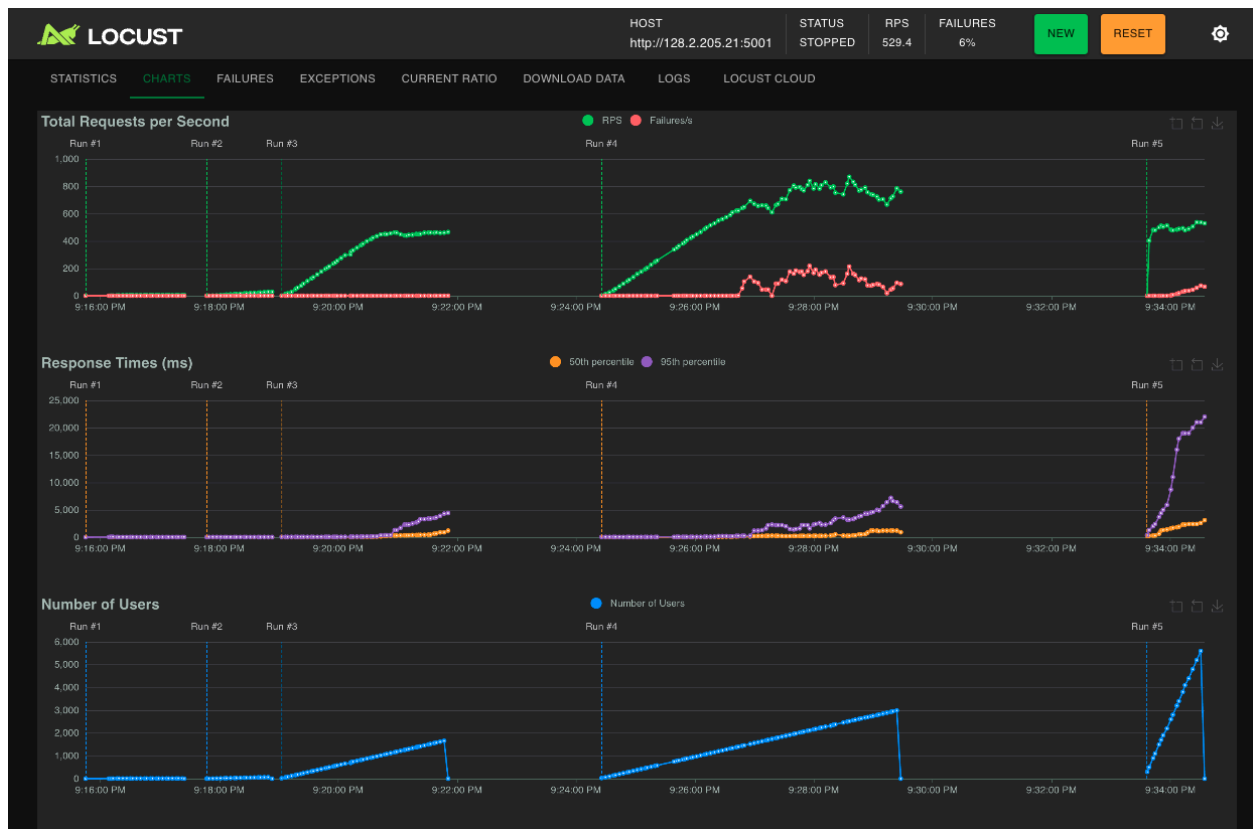 LOCUST
HOST
http://128.2.205.21:5001
STATUS
STOPPED
RPS
529.4
FAILURES
6%
NEW
RESET
STATISTICS CHARTS FAILURES EXCEPTIONS CURRENT RATIO DOWNLOAD DATA LOGS LOCUST CLOUD
Total Requests per Second
RPS Failures/s
Run #1 Run #2 Run #3 Run #4 Run #5
1,000
800
600
400
200
0
9:16:00 PM 9:18:00 PM 9:20:00 PM 9:22:00 PM 9:24:00 PM 9:26:00 PM 9:28:00 PM 9:30:00 PM 9:32:00 PM 9:34:00 PM
Response Times (ms)
50th percentile 95th percentile
Run #1 Run #2 Run #3 Run #4 Run #5
25,000
20,000
15,000
10,000
5,000
0
9:16:00 PM 9:18:00 PM 9:20:00 PM 9:22:00 PM 9:24:00 PM 9:26:00 PM 9:28:00 PM 9:30:00 PM 9:32:00 PM 9:34:00 PM
Number of Users
Number of Users
Run #1 Run #2 Run #3 Run #4 Run #5
6,000
5,000
4,000
3,000
2,000
1,000
0
9:16:00 PM 9:18:00 PM 9:20:00 PM 9:22:00 PM 9:24:00 PM 9:26:00 PM 9:28:00 PM 9:30:00 PM 9:32:00 PM 9:34:00 PM